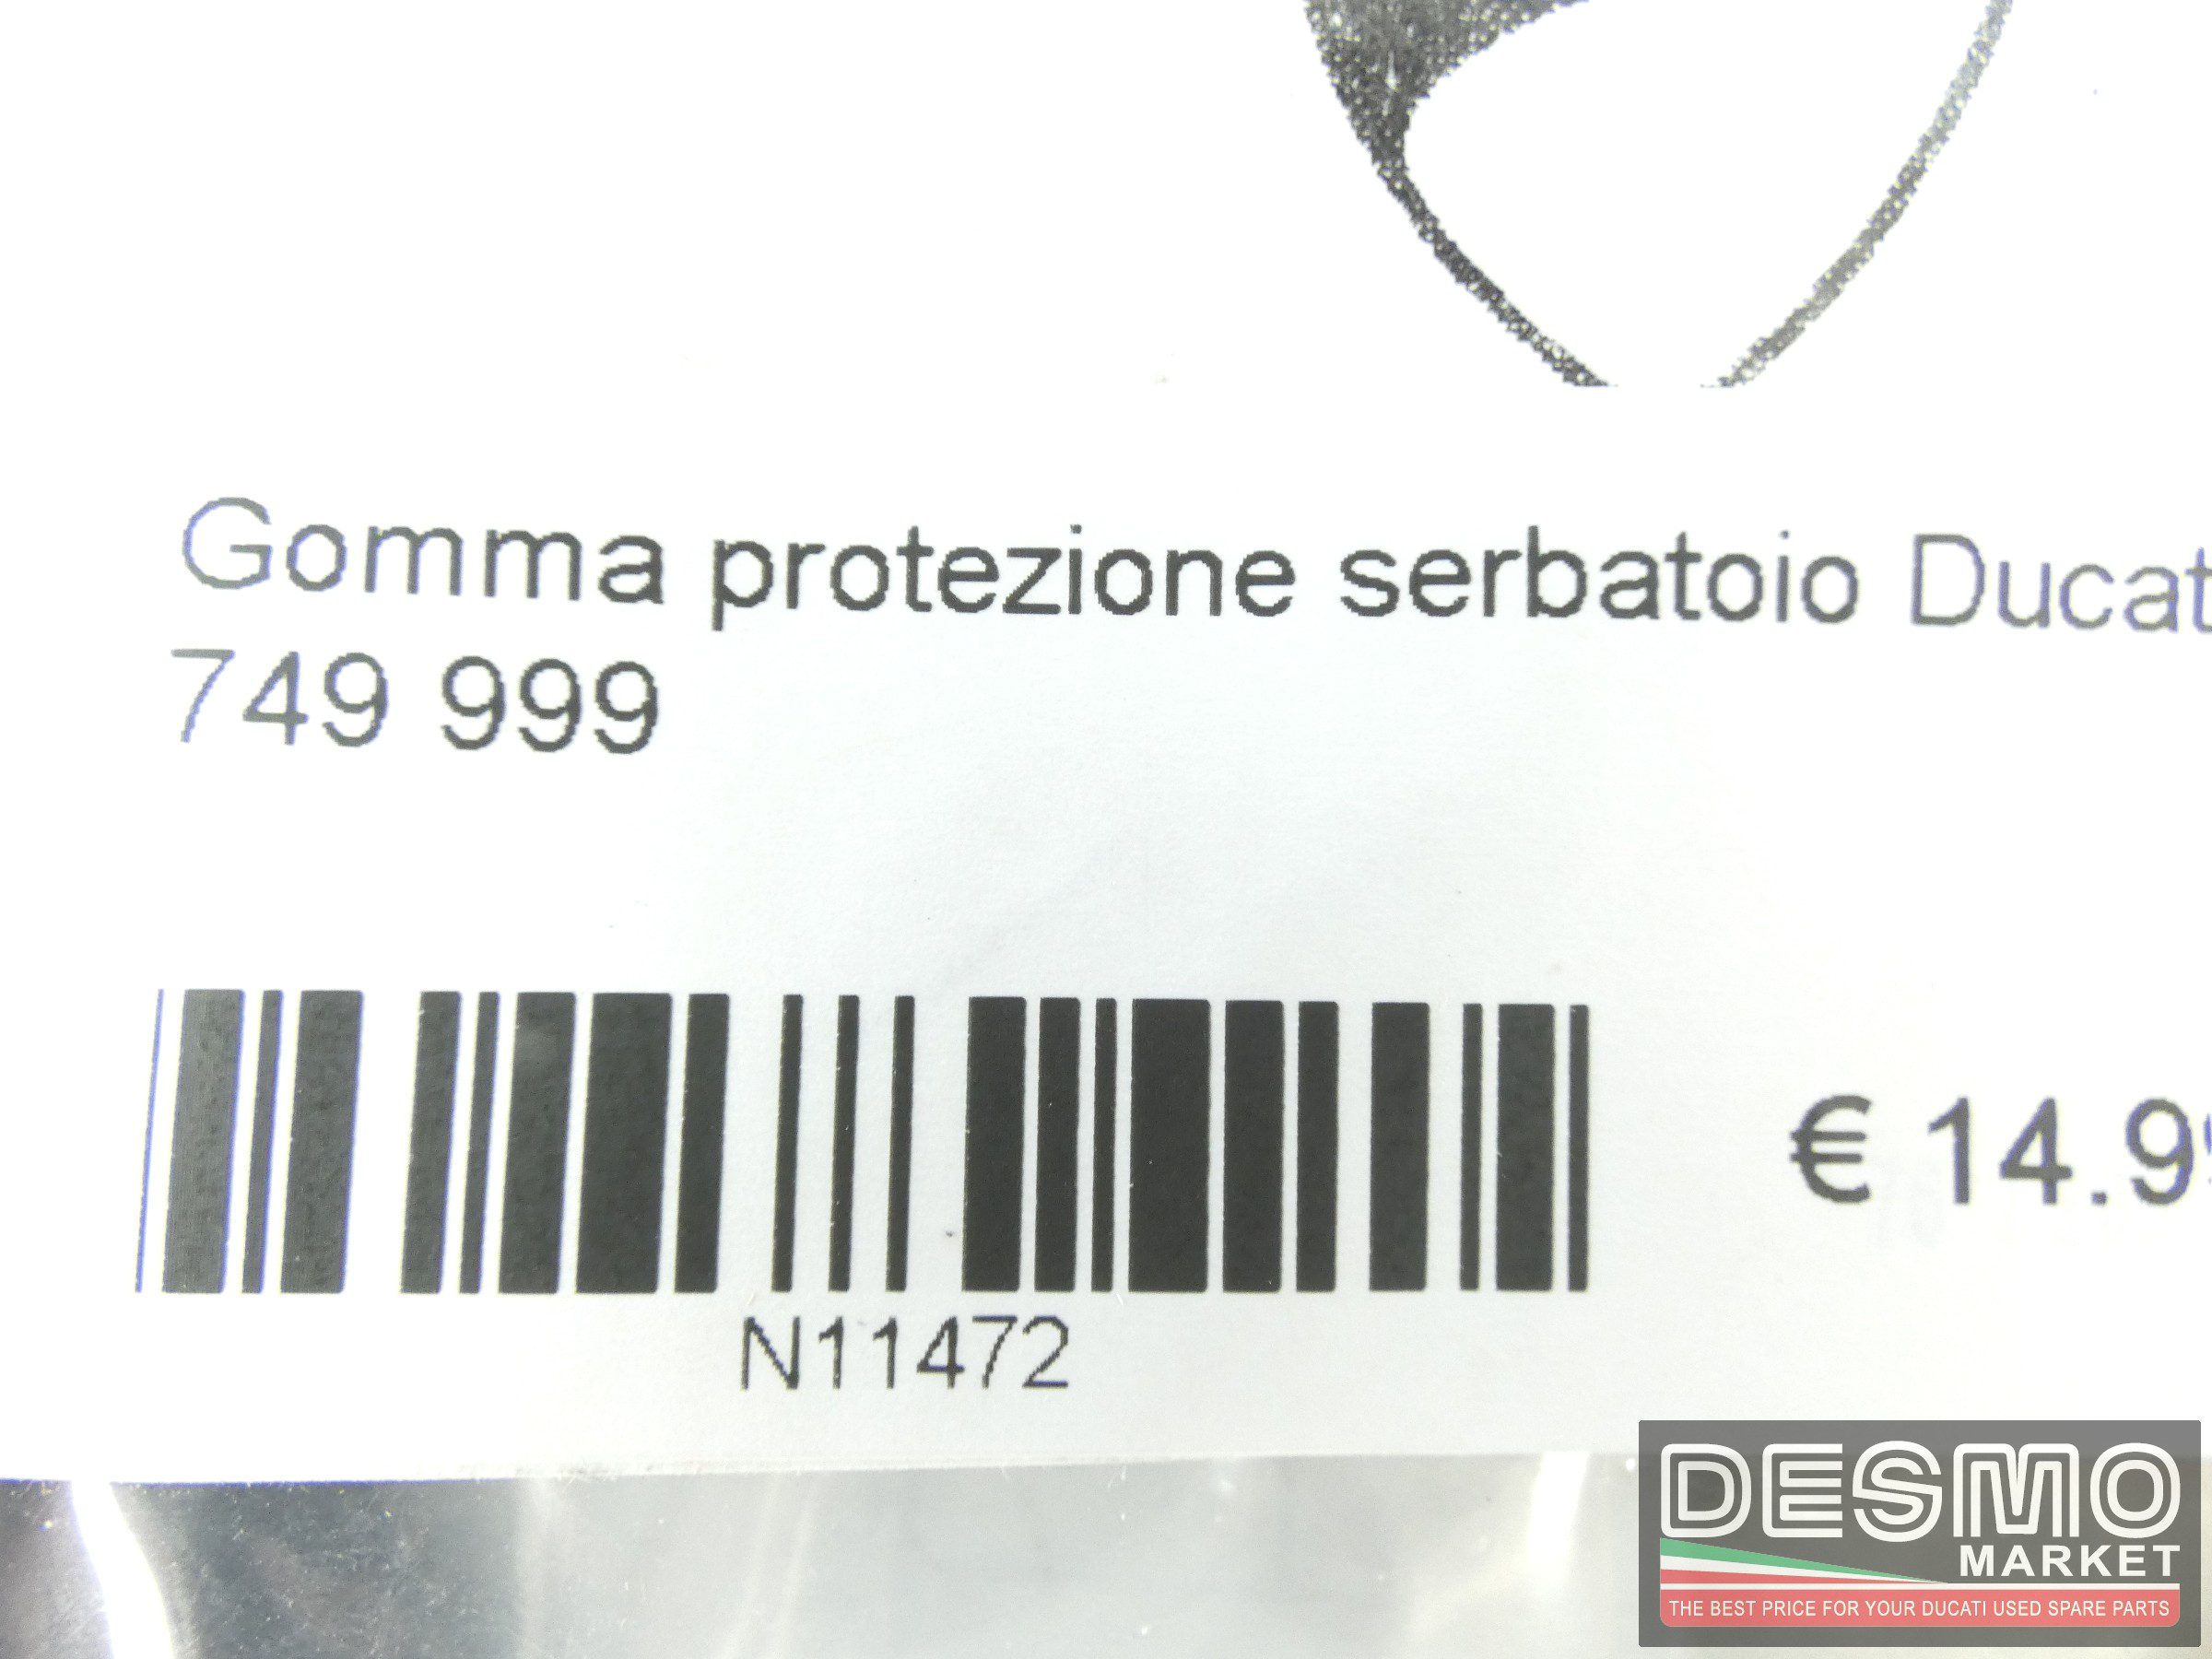 Gomma protezione serbatoio Ducat
749 999
€ 14.9
N11472
DESMO
MARKET
THE BEST PRICE FOR YOUR DUCATI USED SPARE PARTS